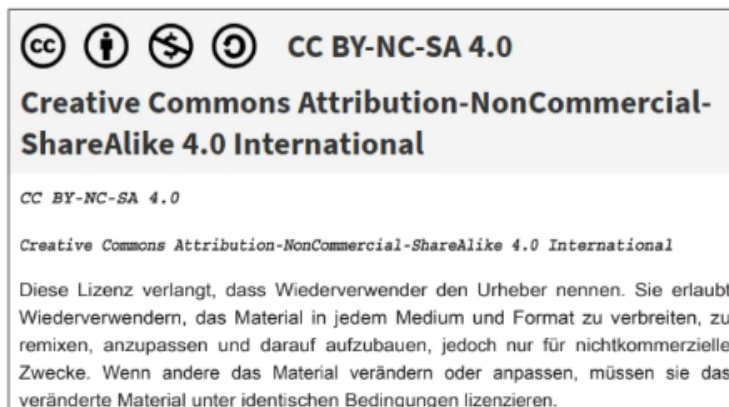 cc CC BY-NC-SA 4.0
Creative Commons Attribution-NonCommercial-
ShareAlike 4.0 International
CC BY-NC-SA 4.0
Creative Commons Attribution-NonCommercial-ShareAlike 4.0 International
Diese Lizenz verlangt, dass Wiederverwender den Urheber nennen. Sie erlaubt
Wiederverwendern, das Material in jedem Medium und Format zu verbreiten, zu
remixen, anzupassen und darauf aufzubauen, jedoch nur für nichtkommerzielle
Zwecke. Wenn andere das Material verändern oder anpassen, müssen sie das
veränderte Material unter identischen Bedingungen lizenzieren.